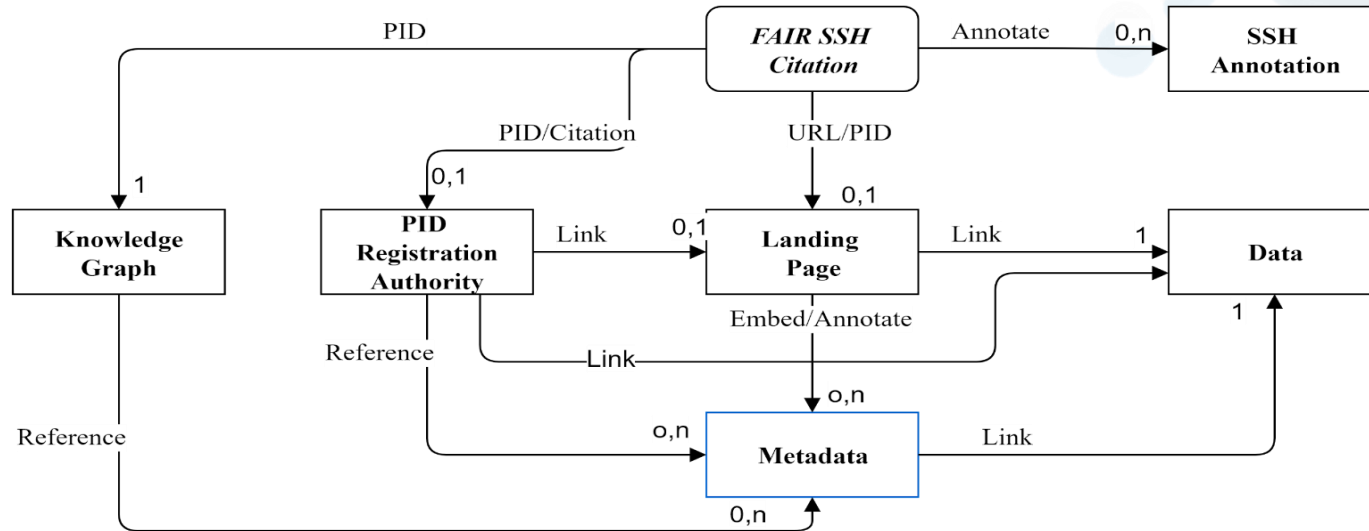 PID
FAIR SSH
Citation
Annotate
0,n
SSH
Annotation
PID/Citation
URL/PID
1
0,1
0,1
Knowledge
Graph
PID
Registration
Authority
Link
0,1
Landing
Page
Link
1
Data
Embed/Annotate
1
Reference
Link
o,n
Reference
o,n
Metadata
Link
0,n